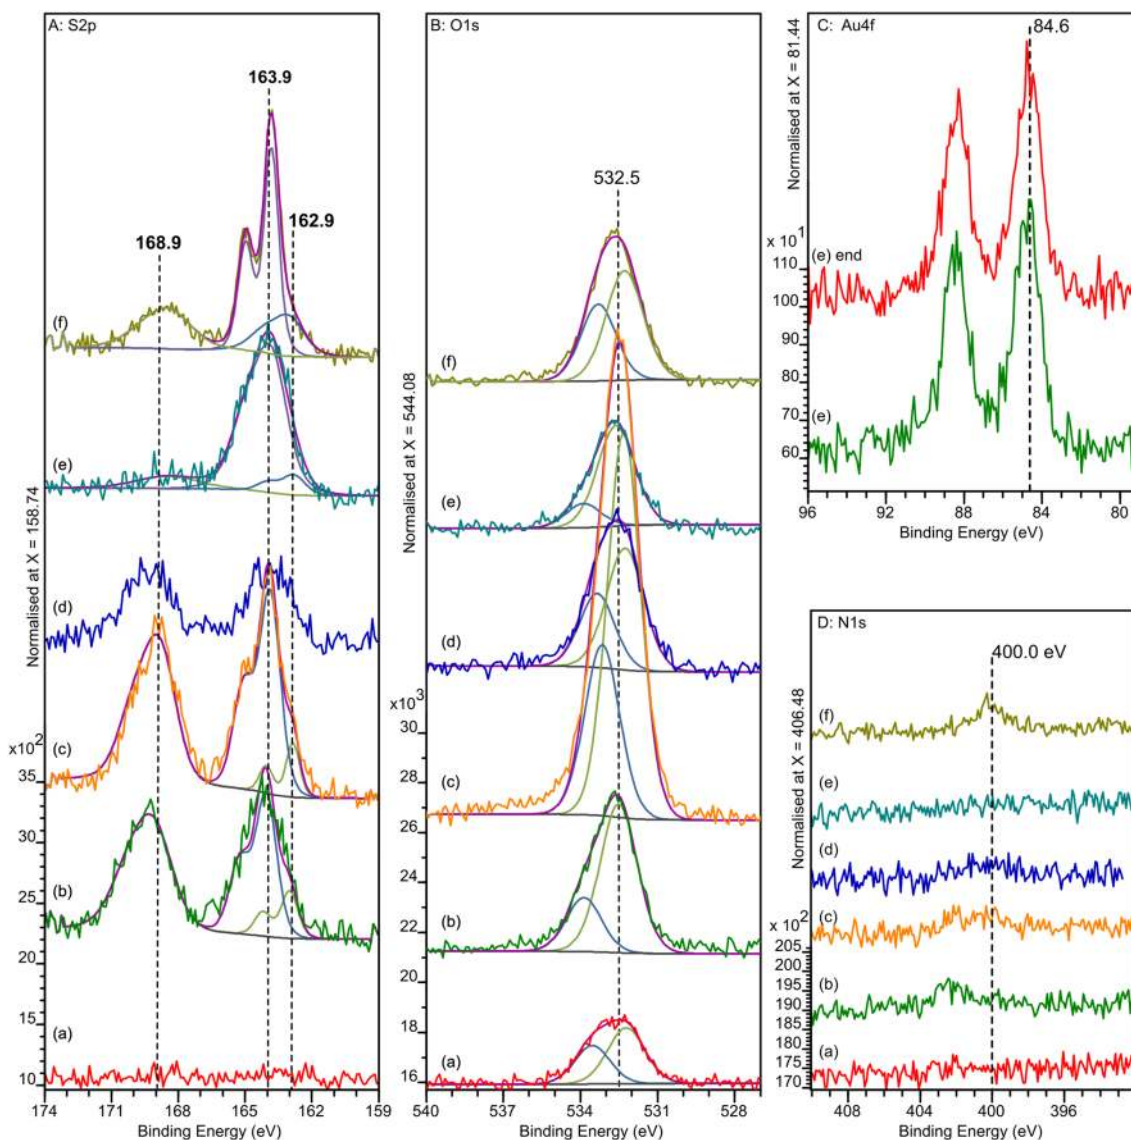 A: S2p
163.9
162.9
168.9
(f)
(e)
(d)
(c)
(b)
(a)
Normalised at X = 158.74
x10²
35
30
25
20
15
10
174 171 168 165 162 159
Binding Energy (eV)
B: O1s
532.5
(f)
(e)
(d)
(c)
(b)
(a)
Normalised at X = 544.08
x10³
30
28
26
24
22
20
18
16
540 537 534 531 528
Binding Energy (eV)
C: Au4f
84.6
(e) end
(e)
Normalised at X = 81.44
x 10¹
110
100
90
80
70
60
96 92 88 84 80
Binding Energy (eV)
D: N1s
400.0 eV
(f)
(e)
(d)
(c)
(b)
(a)
Normalised at X = 406.48
x 10²
205
200
195
190
185
180
175
170
408 404 400 396
Binding Energy (eV)